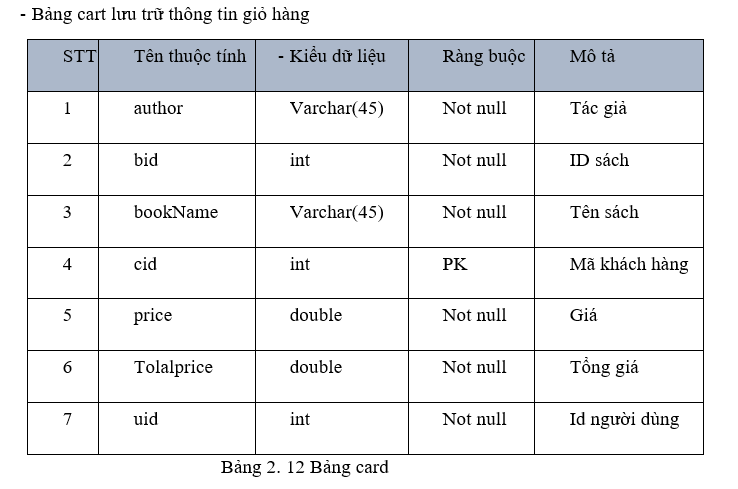 - Bảng cart lưu trữ thông tin giỏ hàng
STT Tên thuộc tính - Kiểu dữ liệu Ràng buộc Mô tả
1 author Varchar(45) Not null Tác giả
2 bid int Not null ID sách
3 bookName Varchar(45) Not null Tên sách
4 cid int PK Mã khách hàng
5 price double Not null Giá
6 Tolalprice double Not null Tổng giá
7 uid int Not null Id người dùng
Bảng 2. 12 Bảng card